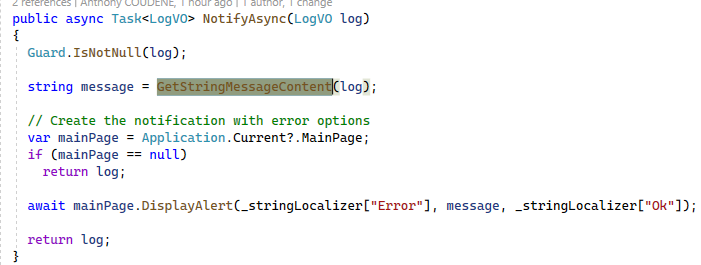 2 references | Anthony COUDENE, 1 hour ago | 1 author, 1 change
public async Task<LogVO> NotifyAsync(LogVO log)
{
  Guard.IsNotNull(log);

  string message = GetStringMessageContent(log);

  // Create the notification with error options
  var mainPage = Application.Current?.MainPage;
  if (mainPage == null)
    return log;

  await mainPage.DisplayAlert(_stringLocalizer["Error"], message, _stringLocalizer["Ok"]);

  return log;
}